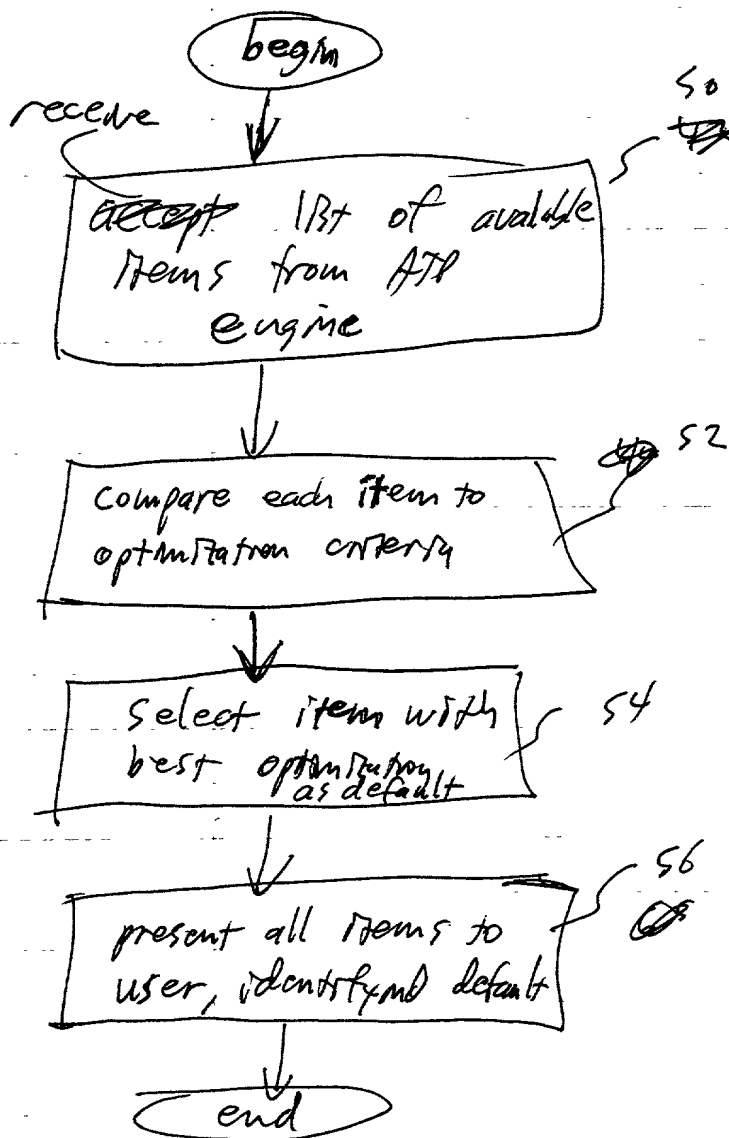 begin
receive
50
accept list of available
items from ATP
engine
52
compare each item to
optimization criteria
select item with
best optimization
as default
54
56
present all items to
user, identifying default
end